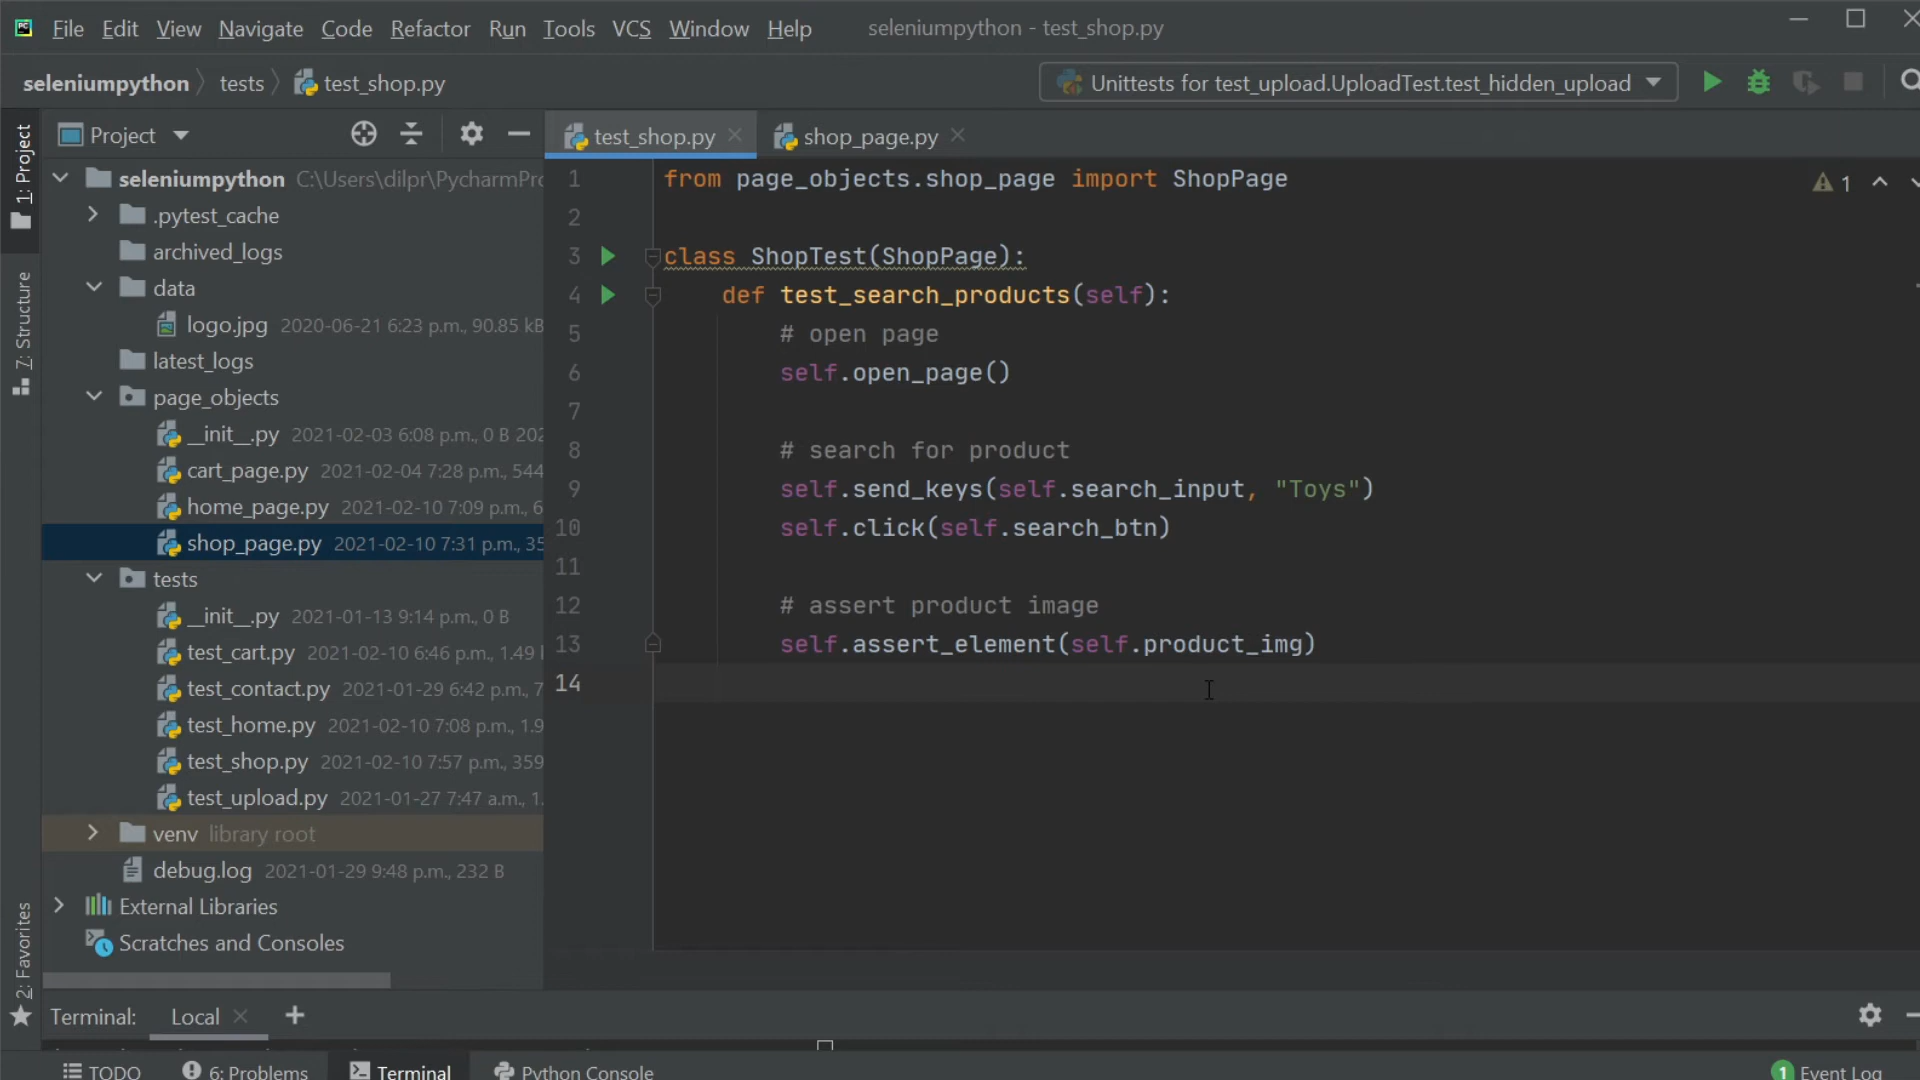 File Edit View Navigate Code Refactor Run Tools VCS Window Help seleniumpython - test_shop.py
seleniumpython tests test_shop.py Unittests for test_upload.UploadTest.test_hidden_upload
1: Project
7: Structure
2: Favorites
Project
seleniumpython C:\Users\dilpr\PycharmPro
.pytest_cache
archived_logs
data
logo.jpg 2020-06-21 6:23 p.m., 90.85 kB
latest_logs
page_objects
__init__.py 2021-02-03 6:08 p.m., 0 B 202
cart_page.py 2021-02-04 7:28 p.m., 544
home_page.py 2021-02-10 7:09 p.m., 6
shop_page.py 2021-02-10 7:31 p.m., 35
tests
__init__.py 2021-01-13 9:14 p.m., 0 B
test_cart.py 2021-02-10 6:46 p.m., 1.49
test_contact.py 2021-01-29 6:42 p.m., 7
test_home.py 2021-02-10 7:08 p.m., 1.9
test_shop.py 2021-02-10 7:57 p.m., 359
test_upload.py 2021-01-27 7:47 a.m., 1.
venv library root
debug.log 2021-01-29 9:48 p.m., 232 B
External Libraries
Scratches and Consoles
test_shop.py shop_page.py
1 from page_objects.shop_page import ShopPage
1
2
3 class ShopTest(ShopPage):
4 def test_search_products(self):
5 # open page
6 self.open_page()
7
8 # search for product
9 self.send_keys(self.search_input, "Toys")
10 self.click(self.search_btn)
11
12 # assert product image
13 self.assert_element(self.product_img)
14
Terminal: Local
TODO 6: Problems Terminal Python Console 1 Event Log